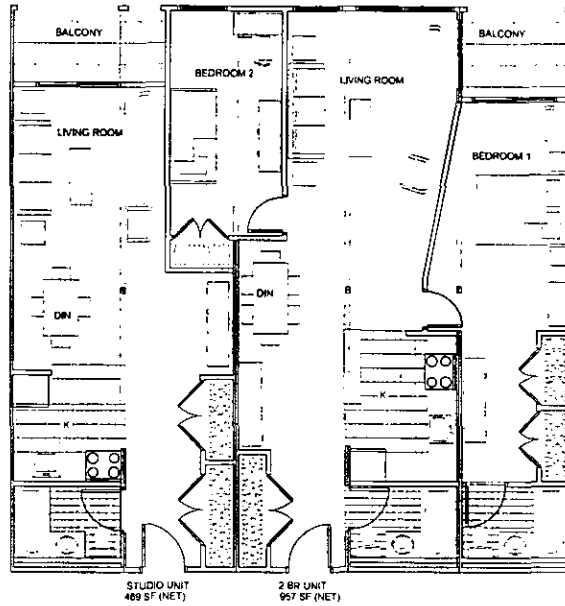 BALCONY
BALCONY
BEDROOM 2
LIVING ROOM
LIVING ROOM
BEDROOM 1
DIN
DIN
K
K
STUDIO UNIT
469 SF (NET)
2 BR UNIT
957 SF (NET)